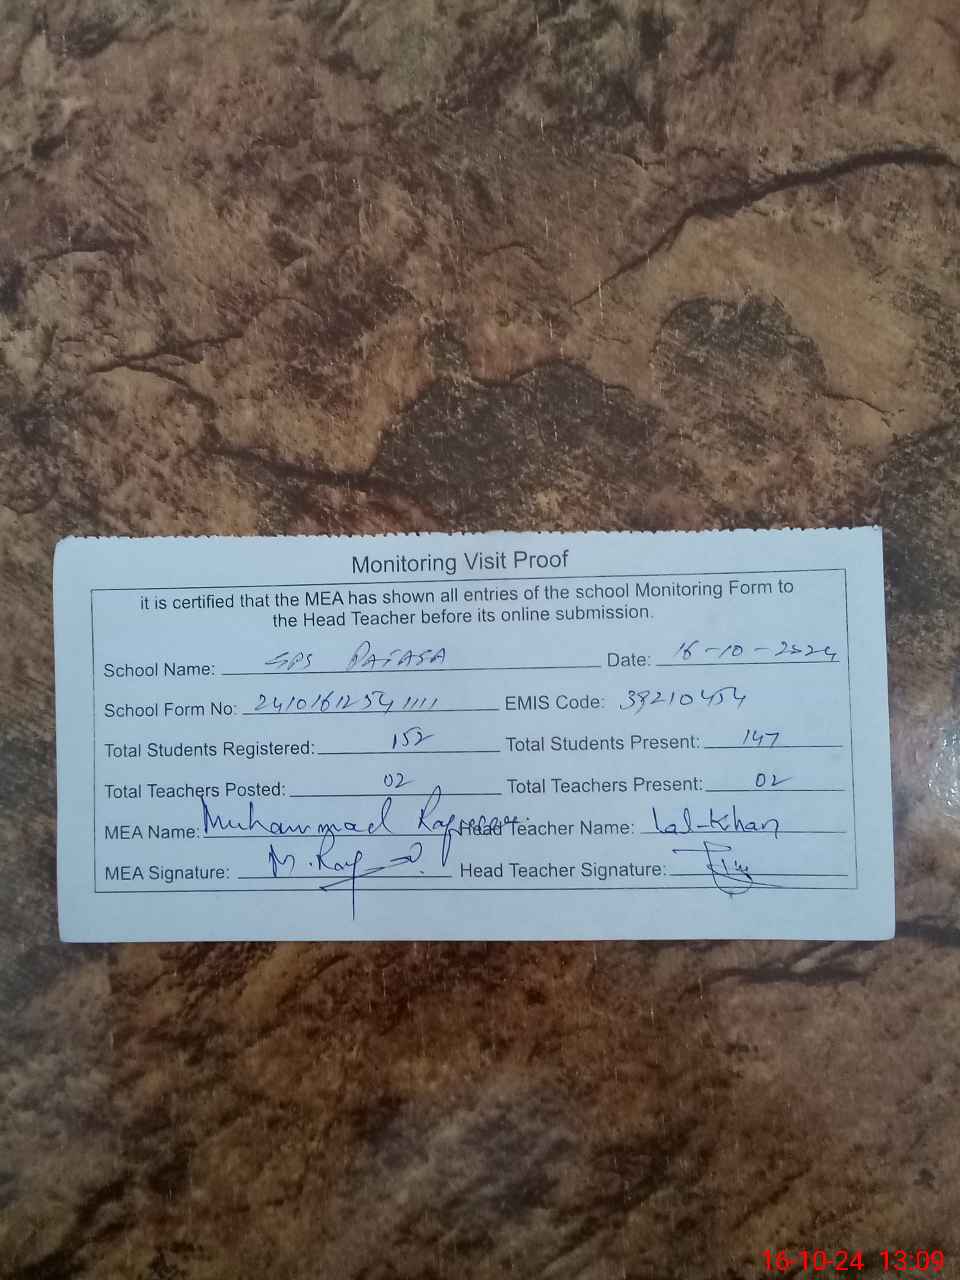 Monitoring Visit Proof
it is certified that the MEA has shown all entries of the school Monitoring Form to
the Head Teacher before its online submission.
School Name: GPS PATASA Date: 16-10-2024
School Form No: 24101612541111 EMIS Code: 39210454
Total Students Registered: 152 Total Students Present: 147
Total Teachers Posted: 02 Total Teachers Present: 02
MEA Name: Muhammad Head Teacher Name: Lal-Khan
MEA Signature: M. Head Teacher Signature:
16-10-24 13:09